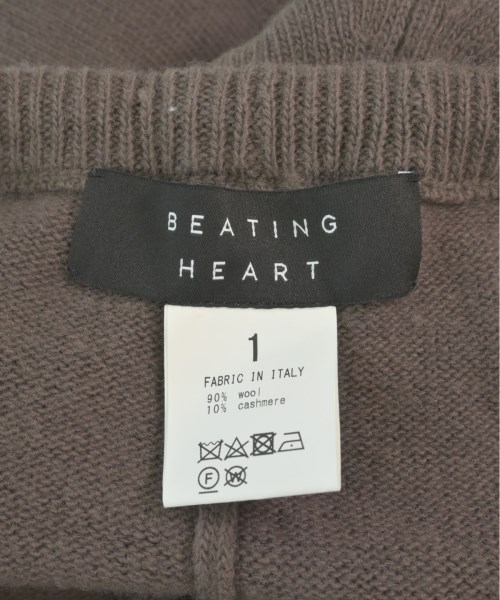 BEATING
HEART
1
FABRIC IN ITALY
90% wool
10% cashmere
F W